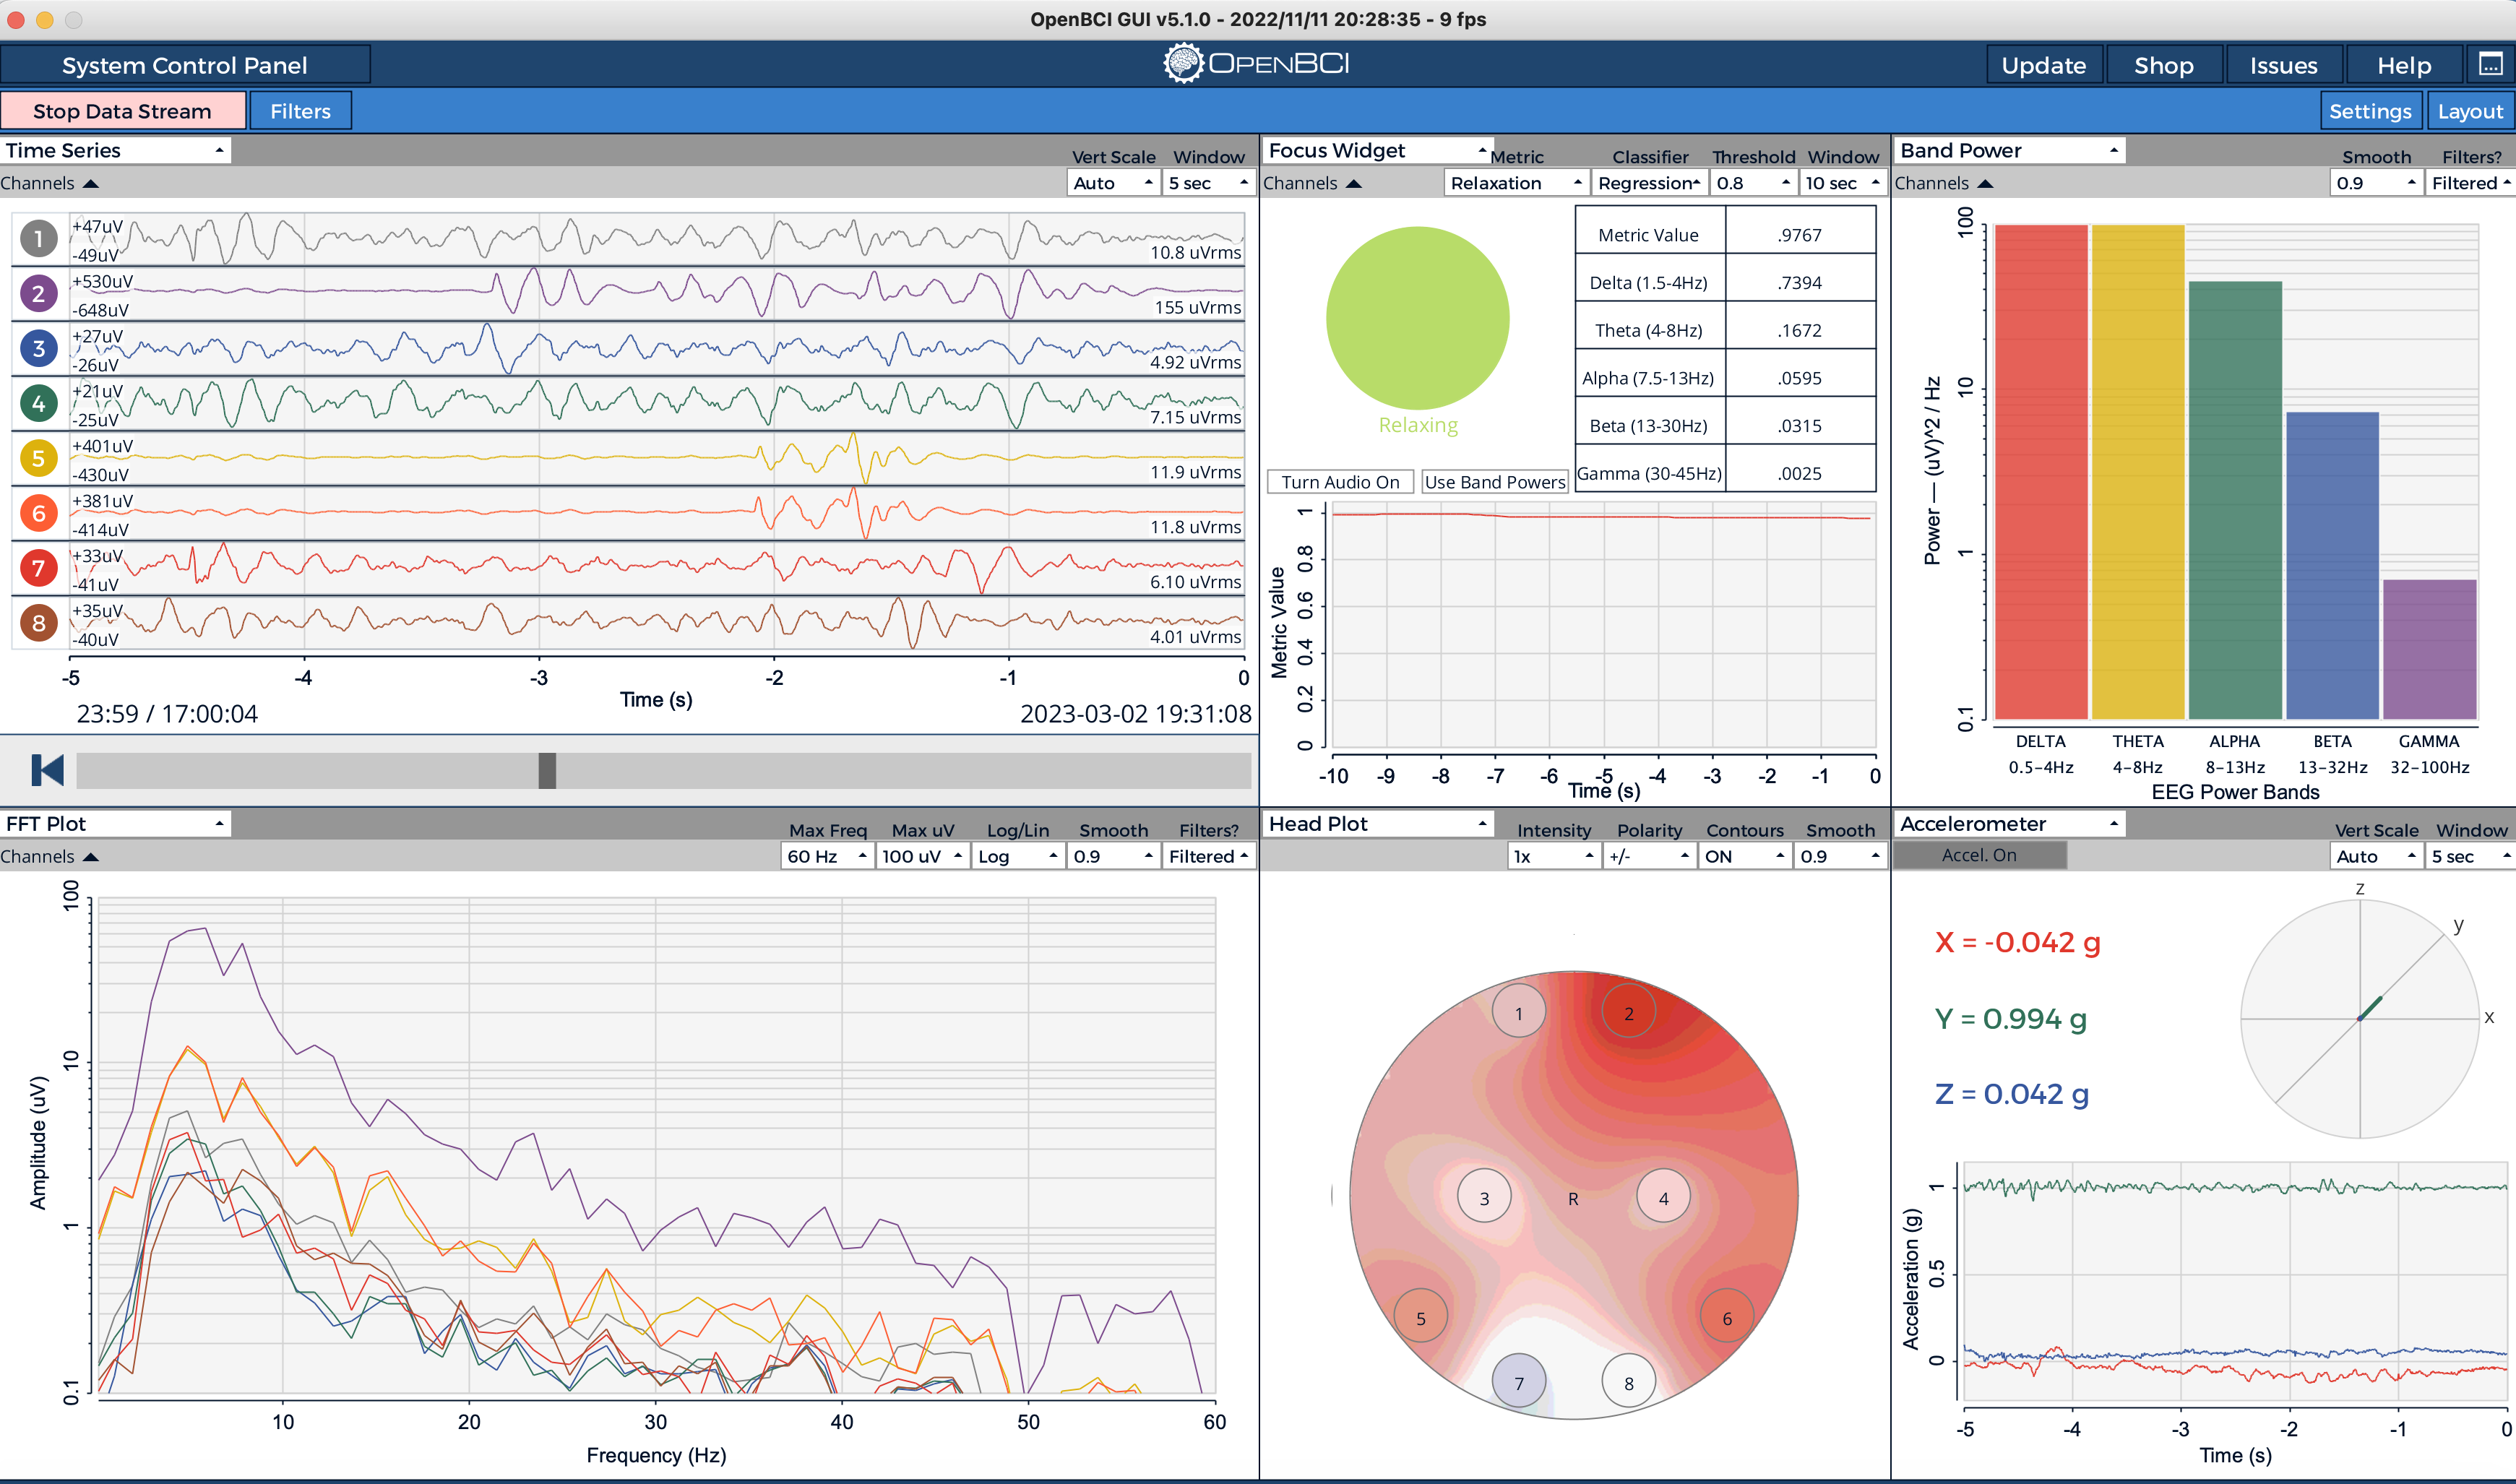 OpenBCI GUI v5.1.0 - 2022/11/11 20:28:35 - 9 fps
System Control Panel
OPENBCI
Update Shop Issues Help
Stop Data Stream Filters
Settings Layout
Time Series
Vert Scale Window
Channels
Auto 5 sec
1 +47uV -49uV 10.8 uVrms
2 +530uV -648uV 155 uVrms
3 +27uV -26uV 4.92 uVrms
4 +21uV -25uV 7.15 uVrms
5 +401uV -430uV 11.9 uVrms
6 +381uV -414uV 11.8 uVrms
7 +33uV -41uV 6.10 uVrms
8 +35uV -40uV 4.01 uVrms
-5 -4 -3 -2 -1 0
Time (s)
23:59 / 17:00:04
2023-03-02 19:31:08
Focus Widget
Metric Classifier Threshold Window
Channels
Relaxation Regression 0.8 10 sec
Relaxing
Turn Audio On Use Band Powers
Metric Value .9767
Delta (1.5-4Hz) .7394
Theta (4-8Hz) .1672
Alpha (7.5-13Hz) .0595
Beta (13-30Hz) .0315
Gamma (30-45Hz) .0025
Metric Value
1
0.8
0.6
0.4
0.2
0
-10 -9 -8 -7 -6 -5 -4 -3 -2 -1 0
Time (s)
Band Power
Smooth Filters?
Channels
0.9 Filtered
Power — (uV)^2 / Hz
100
10
1
0.1
DELTA THETA ALPHA BETA GAMMA
0.5-4Hz 4-8Hz 8-13Hz 13-32Hz 32-100Hz
EEG Power Bands
FFT Plot
Max Freq Max uV Log/Lin Smooth Filters?
Channels
60 Hz 100 uV Log 0.9 Filtered
Amplitude (uV)
100
10
1
0.1
10 20 30 40 50 60
Frequency (Hz)
Head Plot
Intensity Polarity Contours Smooth
1x +/- ON 0.9
1 2
3 R 4
5 6
7 8
Accelerometer
Vert Scale Window
Accel. On
Auto 5 sec
X = -0.042 g
Y = 0.994 g
Z = 0.042 g
z
y
x
Acceleration (g)
1
0.5
0
-5 -4 -3 -2 -1 0
Time (s)